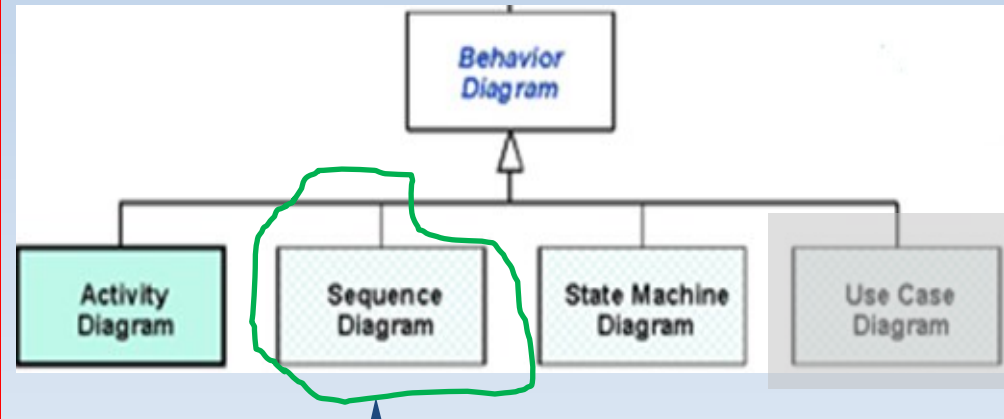 Behavior
Diagram
Activity
Diagram
Sequence
Diagram
State Machine
Diagram
Use Case
Diagram